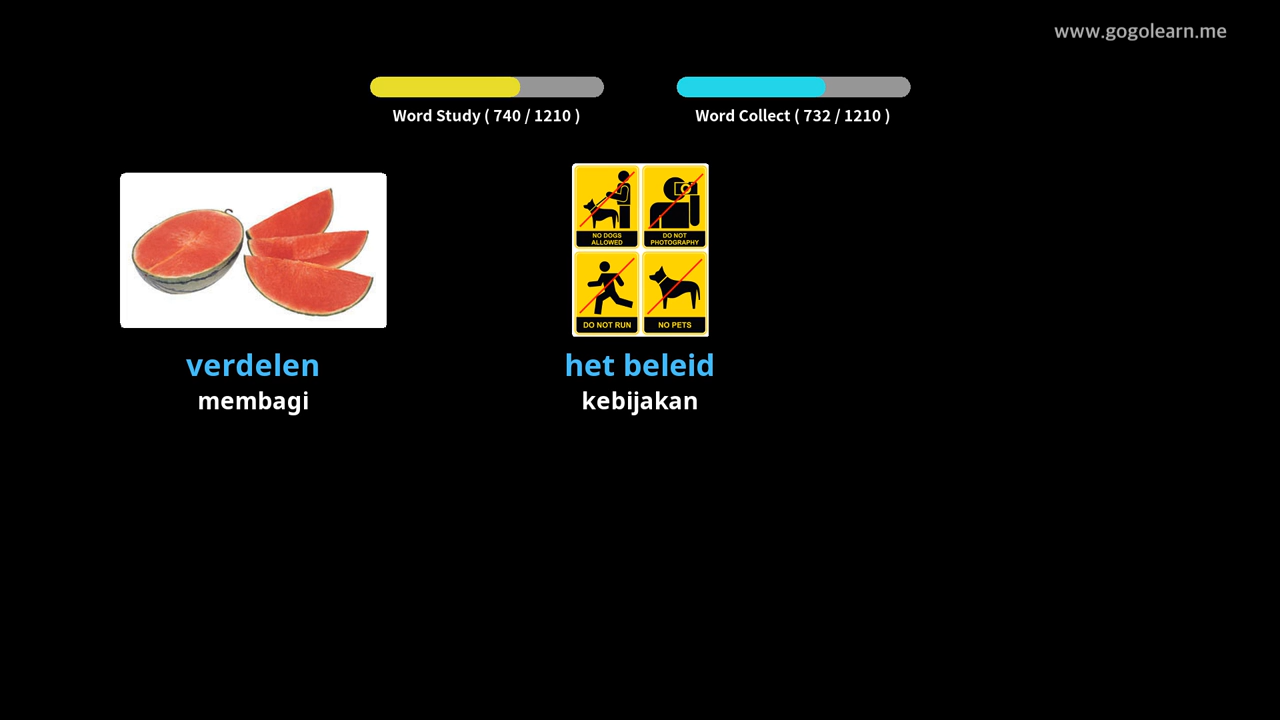 www.gogolearn.me
Word Study ( 740 / 1210 )
Word Collect ( 732 / 1210 )
NO DOGS
ALLOWED
DO NOT
PHOTOGRAPHY
DO NOT RUN
NO PETS
verdelen
membagi
het beleid
kebijakan